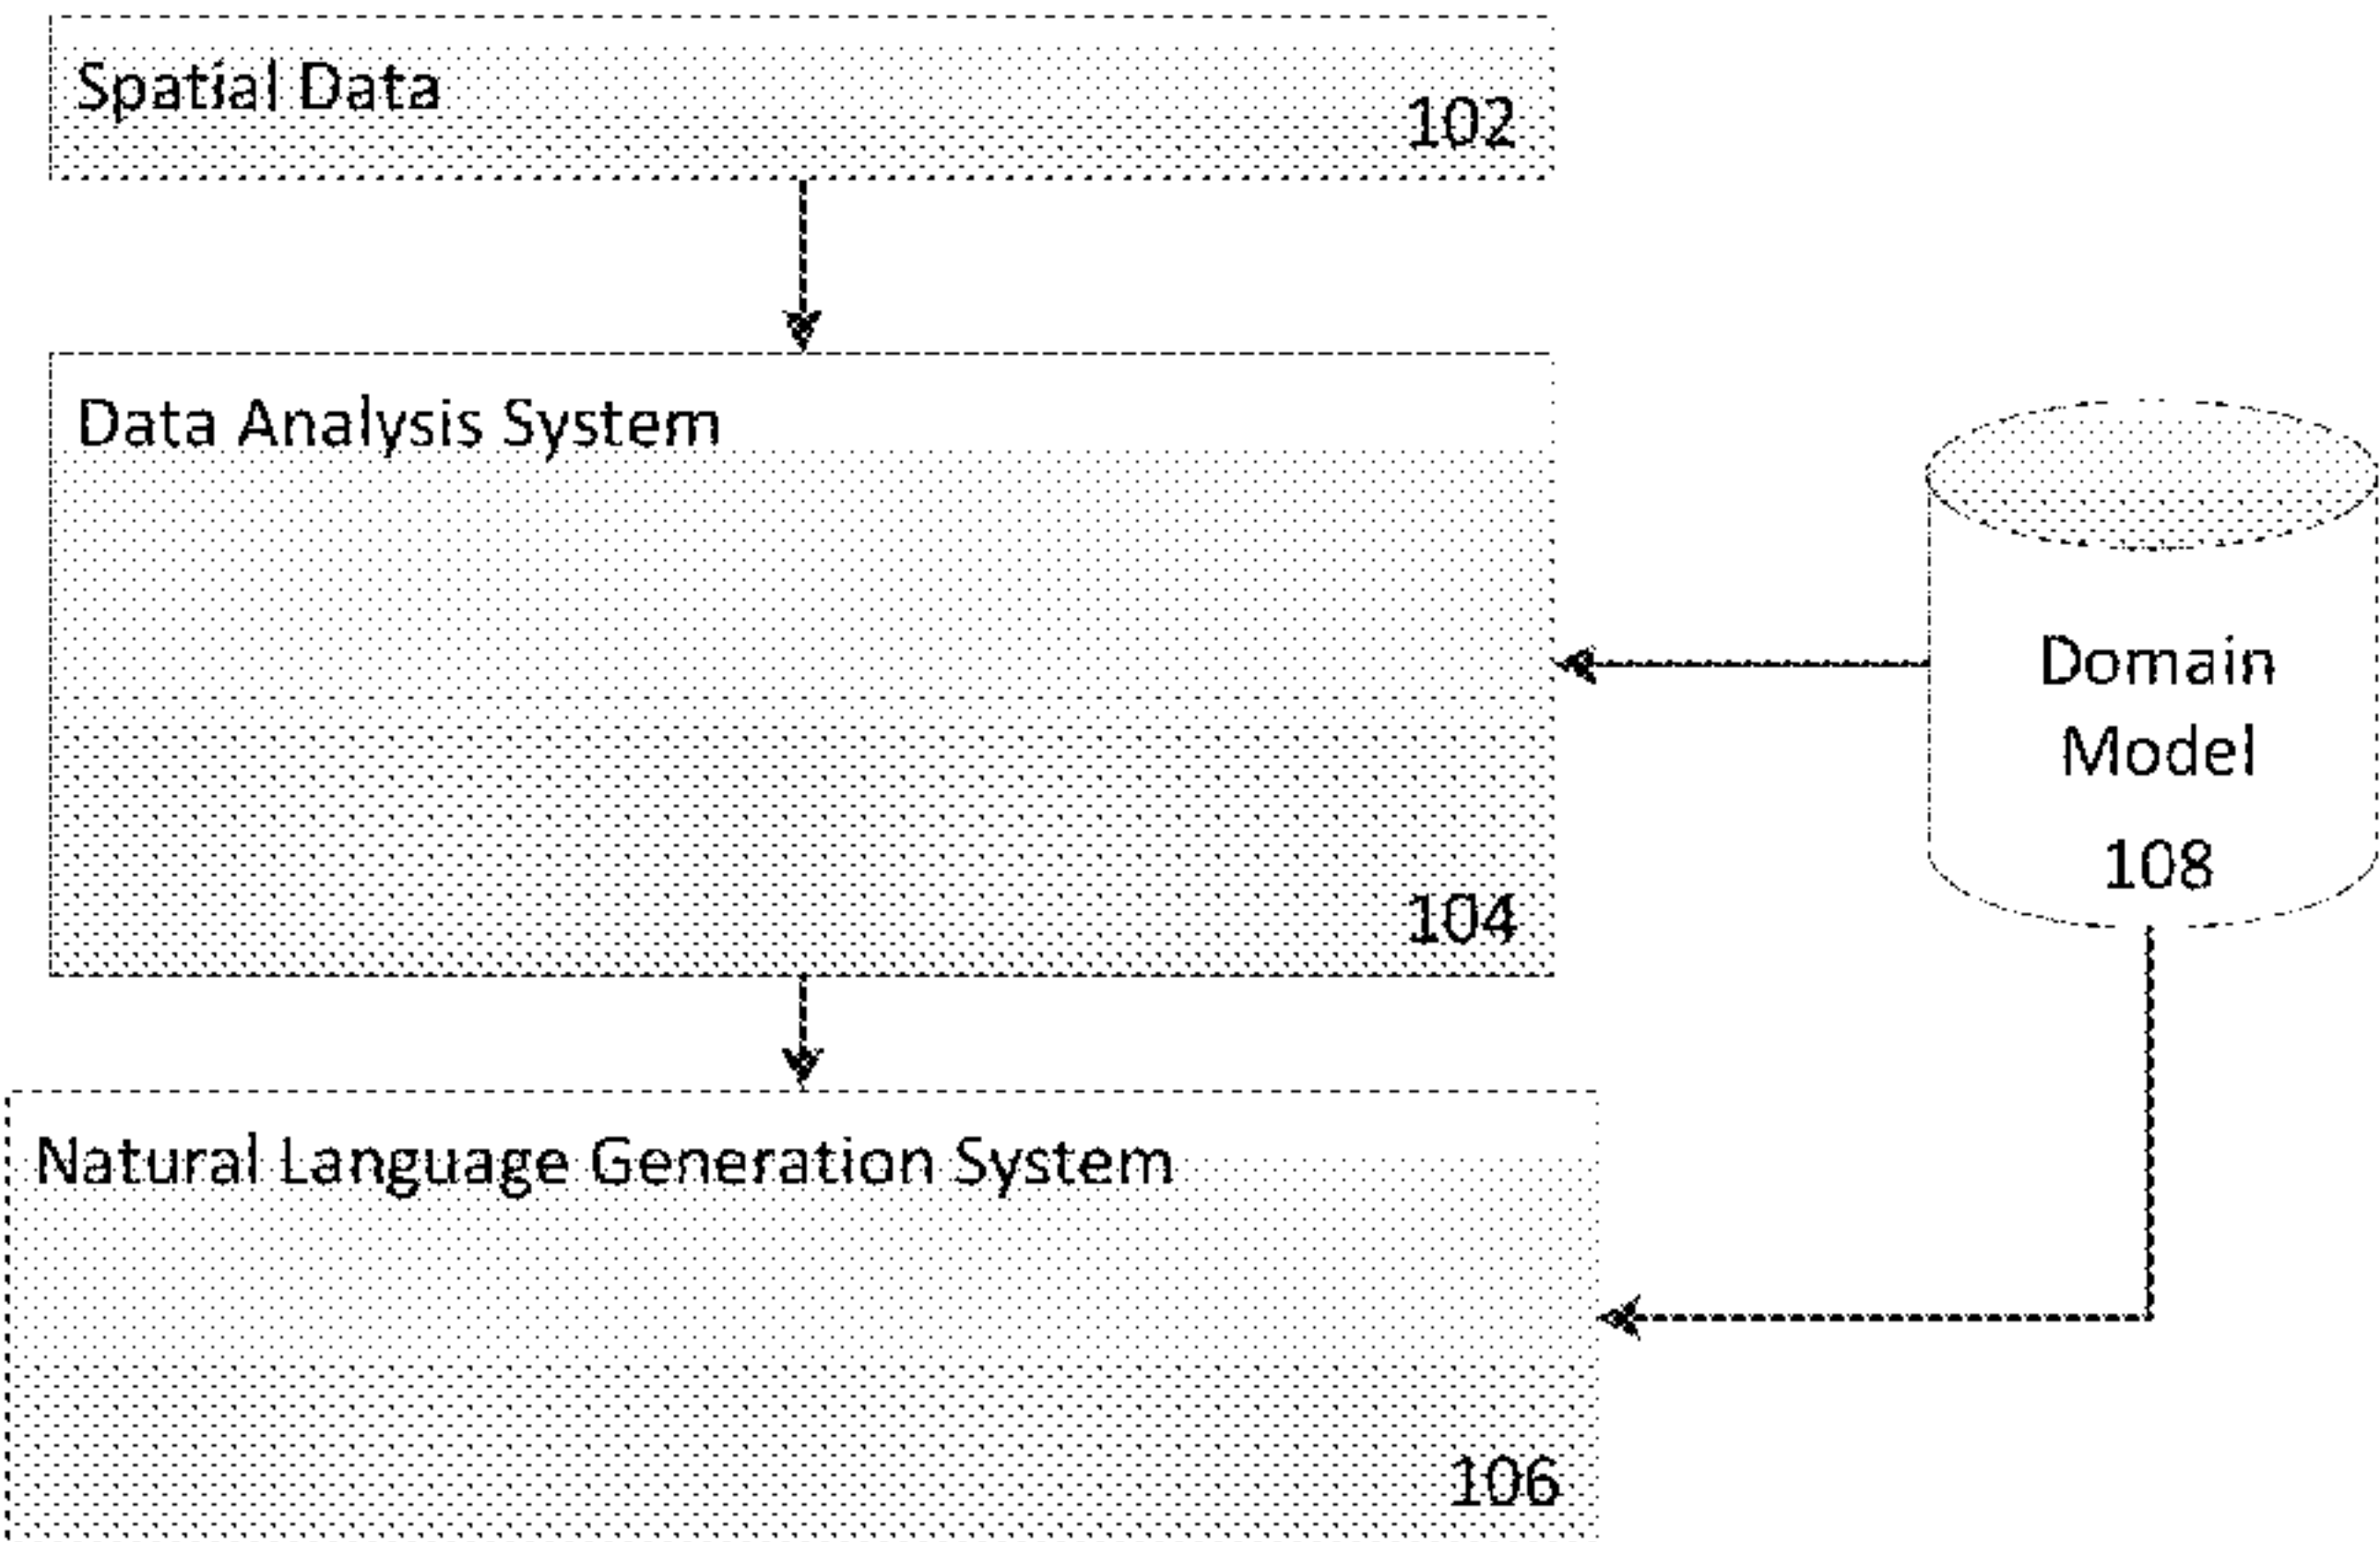 Spatial Data
102
Data Analysis System
104
Domain
Model
108
Natural Language Generation System
106